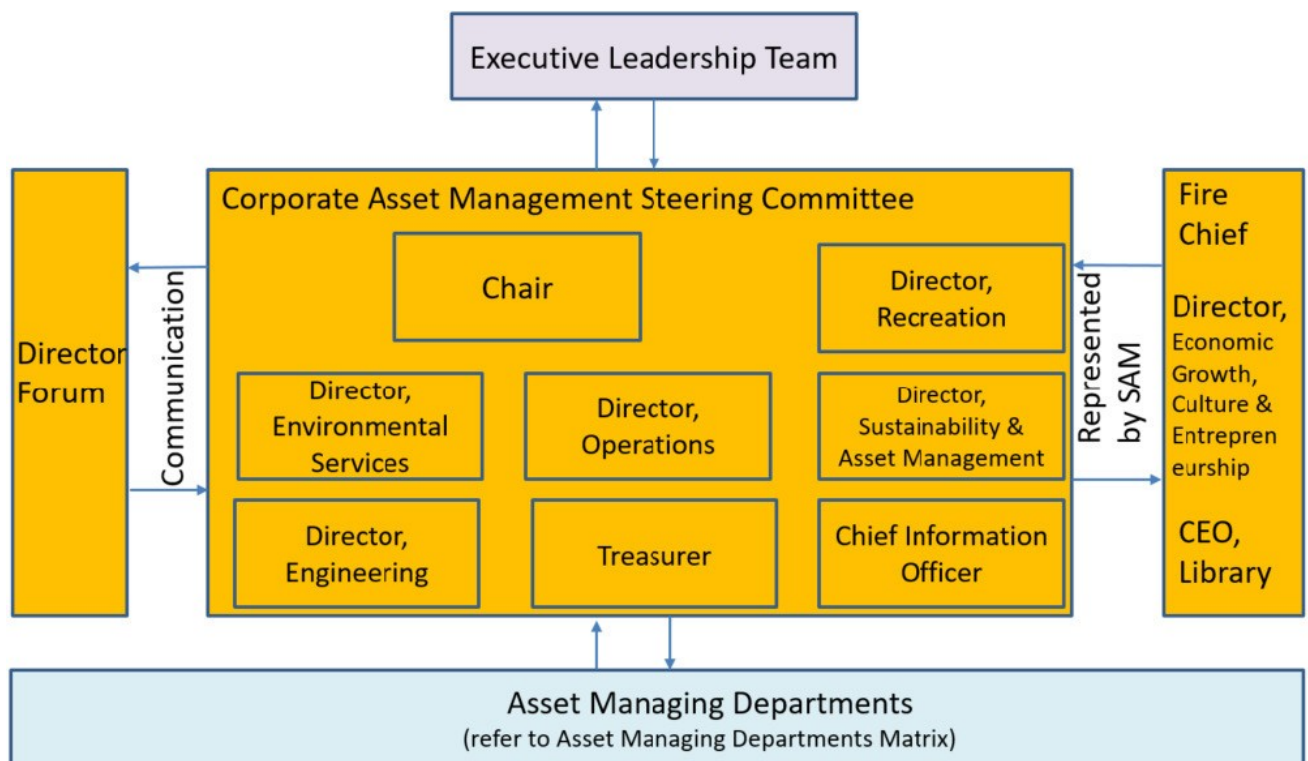 Executive Leadership Team
Corporate Asset Management Steering Committee
Chair
Director,
Recreation
Director,
Environmental
Services
Director,
Operations
Director,
Sustainability &
Asset Management
Director,
Engineering
Treasurer
Chief Information
Officer
Director
Forum
Communication
Represented
by SAM
Fire
Chief
Director,
Economic
Growth,
Culture &
Entrepren
eurship
CEO,
Library
Asset Managing Departments
(refer to Asset Managing Departments Matrix)